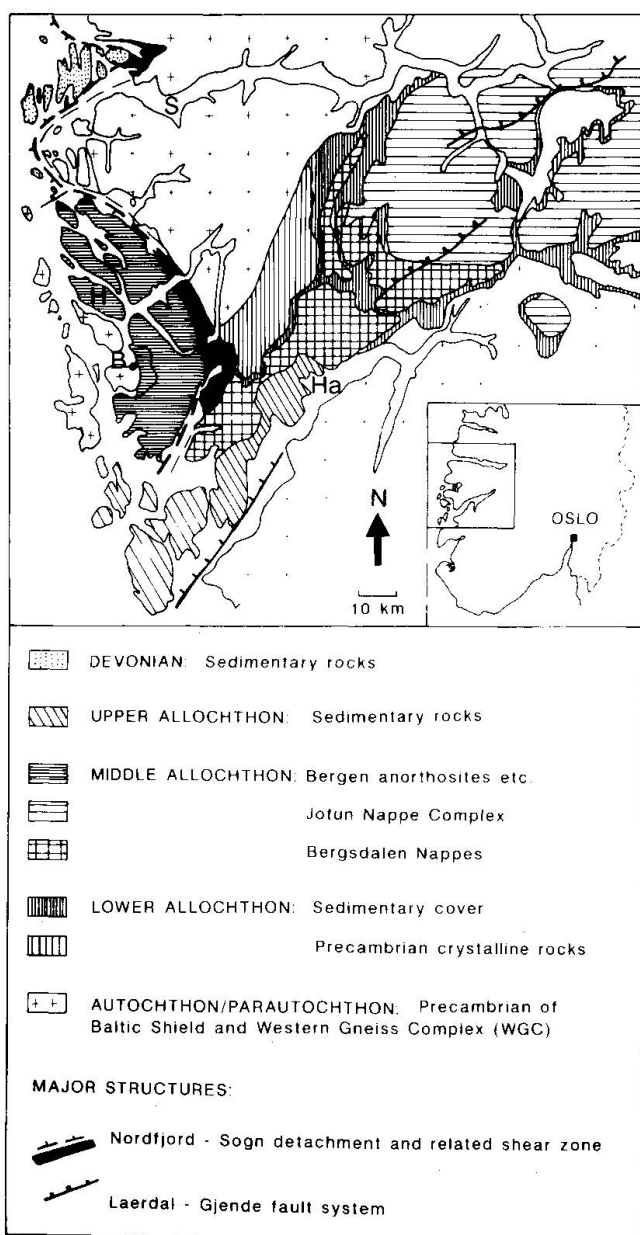 S
H
B
Ha
N
10 km
OSLO
DEVONIAN: Sedimentary rocks
UPPER ALLOCHTHON: Sedimentary rocks
MIDDLE ALLOCHTHON: Bergen anorthosites etc.
Jotun Nappe Complex
Bergsdalen Nappes
LOWER ALLOCHTHON: Sedimentary cover
Precambrian crystalline rocks
AUTOCHTHON/PARAUTOCHTHON: Precambrian of
Baltic Shield and Western Gneiss Complex (WGC)
MAJOR STRUCTURES:
Nordfjord - Sogn detachment and related shear zone
Laerdal - Gjende fault system